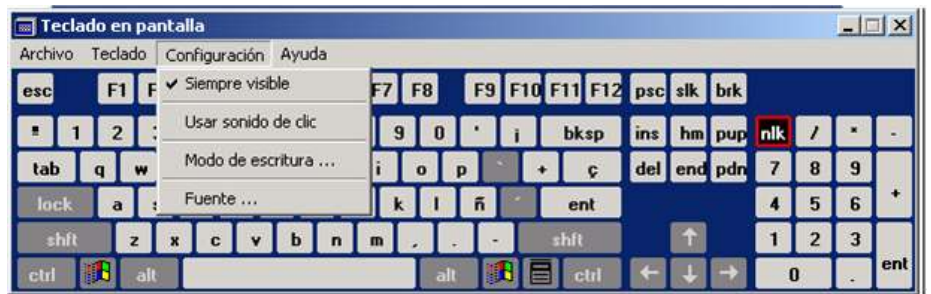 Teclado en pantalla
Archivo Teclado Configuración Ayuda
esc F1 F F7 F8 F9 F10 F11 F12 psc slk brk
✓ Siempre visible
Usar sonido de clic
Modo de escritura ...
Fuente ...
1 2 9 0 ' ¡ bksp ins hm pup nlk / * -
tab q w i o p ` + ç del end pdn 7 8 9 +
lock a k l ñ ´ ent 4 5 6
shft z x c v b n m , . - shft ↑ 1 2 3 ent
ctrl alt alt ctrl ← ↓ → 0 .